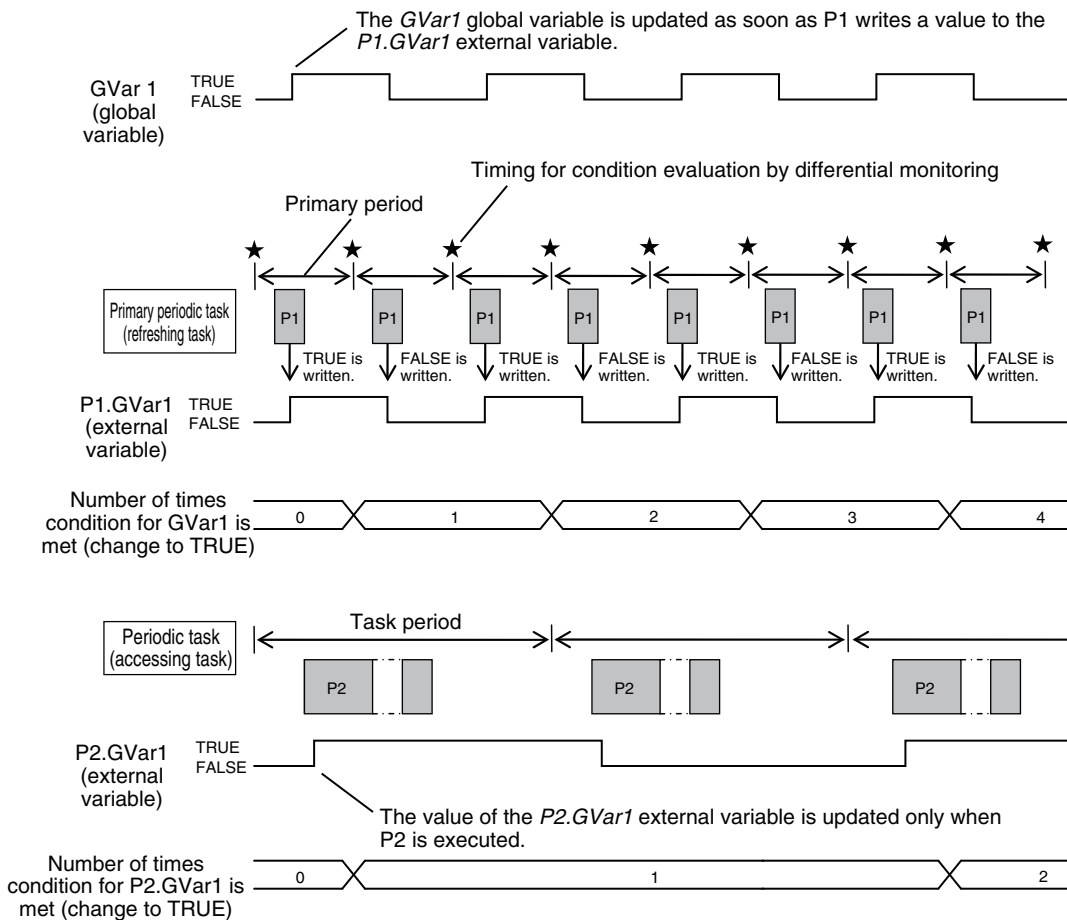 The GVar1 global variable is updated as soon as P1 writes a value to the
P1.GVar1 external variable.
GVar 1
(global
variable)
TRUE
FALSE
Timing for condition evaluation by differential monitoring
Primary period
★ ★ ★ ★ ★ ★ ★ ★ ★
Primary periodic task
(refreshing task)
P1 P1 P1 P1 P1 P1 P1 P1
TRUE is
written.
FALSE is
written.
TRUE is
written.
FALSE is
written.
TRUE is
written.
FALSE is
written.
TRUE is
written.
FALSE is
written.
P1.GVar1
(external
variable)
TRUE
FALSE
Number of times
condition for GVar1 is
met (change to TRUE)
0 1 2 3 4
Periodic task
(accessing task)
Task period
P2 P2 P2
P2.GVar1
(external
variable)
TRUE
FALSE
The value of the P2.GVar1 external variable is updated only when
P2 is executed.
Number of times
condition for P2.GVar1 is
met (change to TRUE)
0 1 2